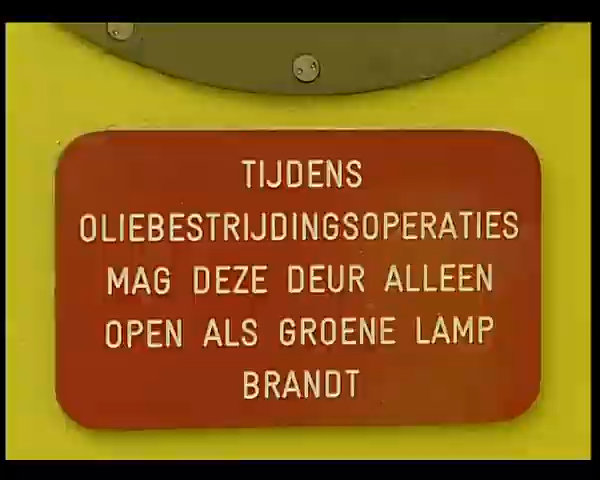 TIJDENS
OLIEBESTRIJDINGSOPERATIES
MAG DEZE DEUR ALLEEN
OPEN ALS GROENE LAMP
BRANDT